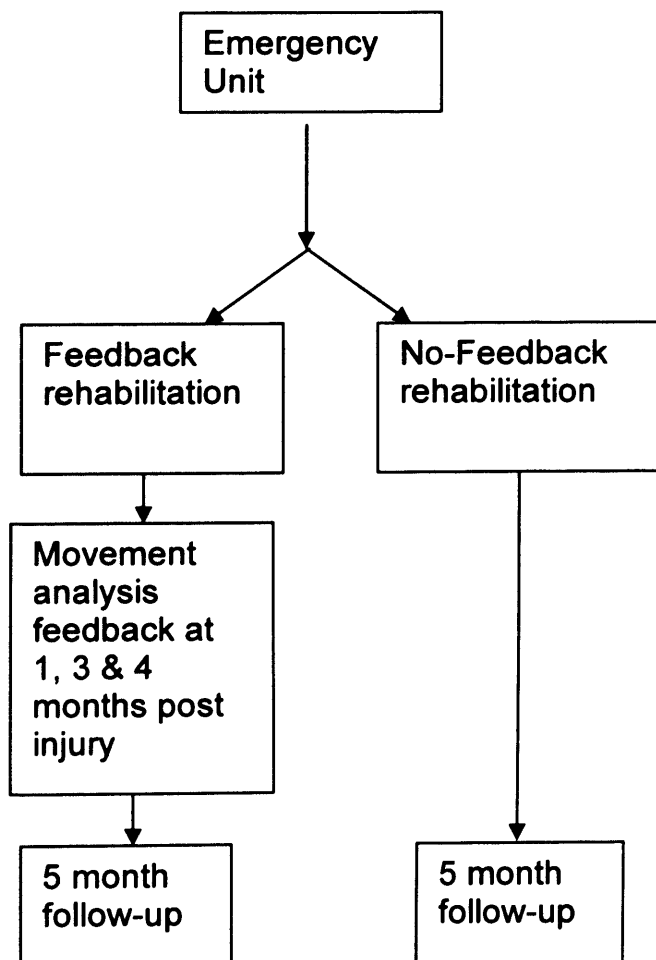 Emergency
Unit
Feedback
rehabilitation
No-Feedback
rehabilitation
Movement
analysis
feedback at
1, 3 & 4
months post
injury
5 month
follow-up
5 month
follow-up